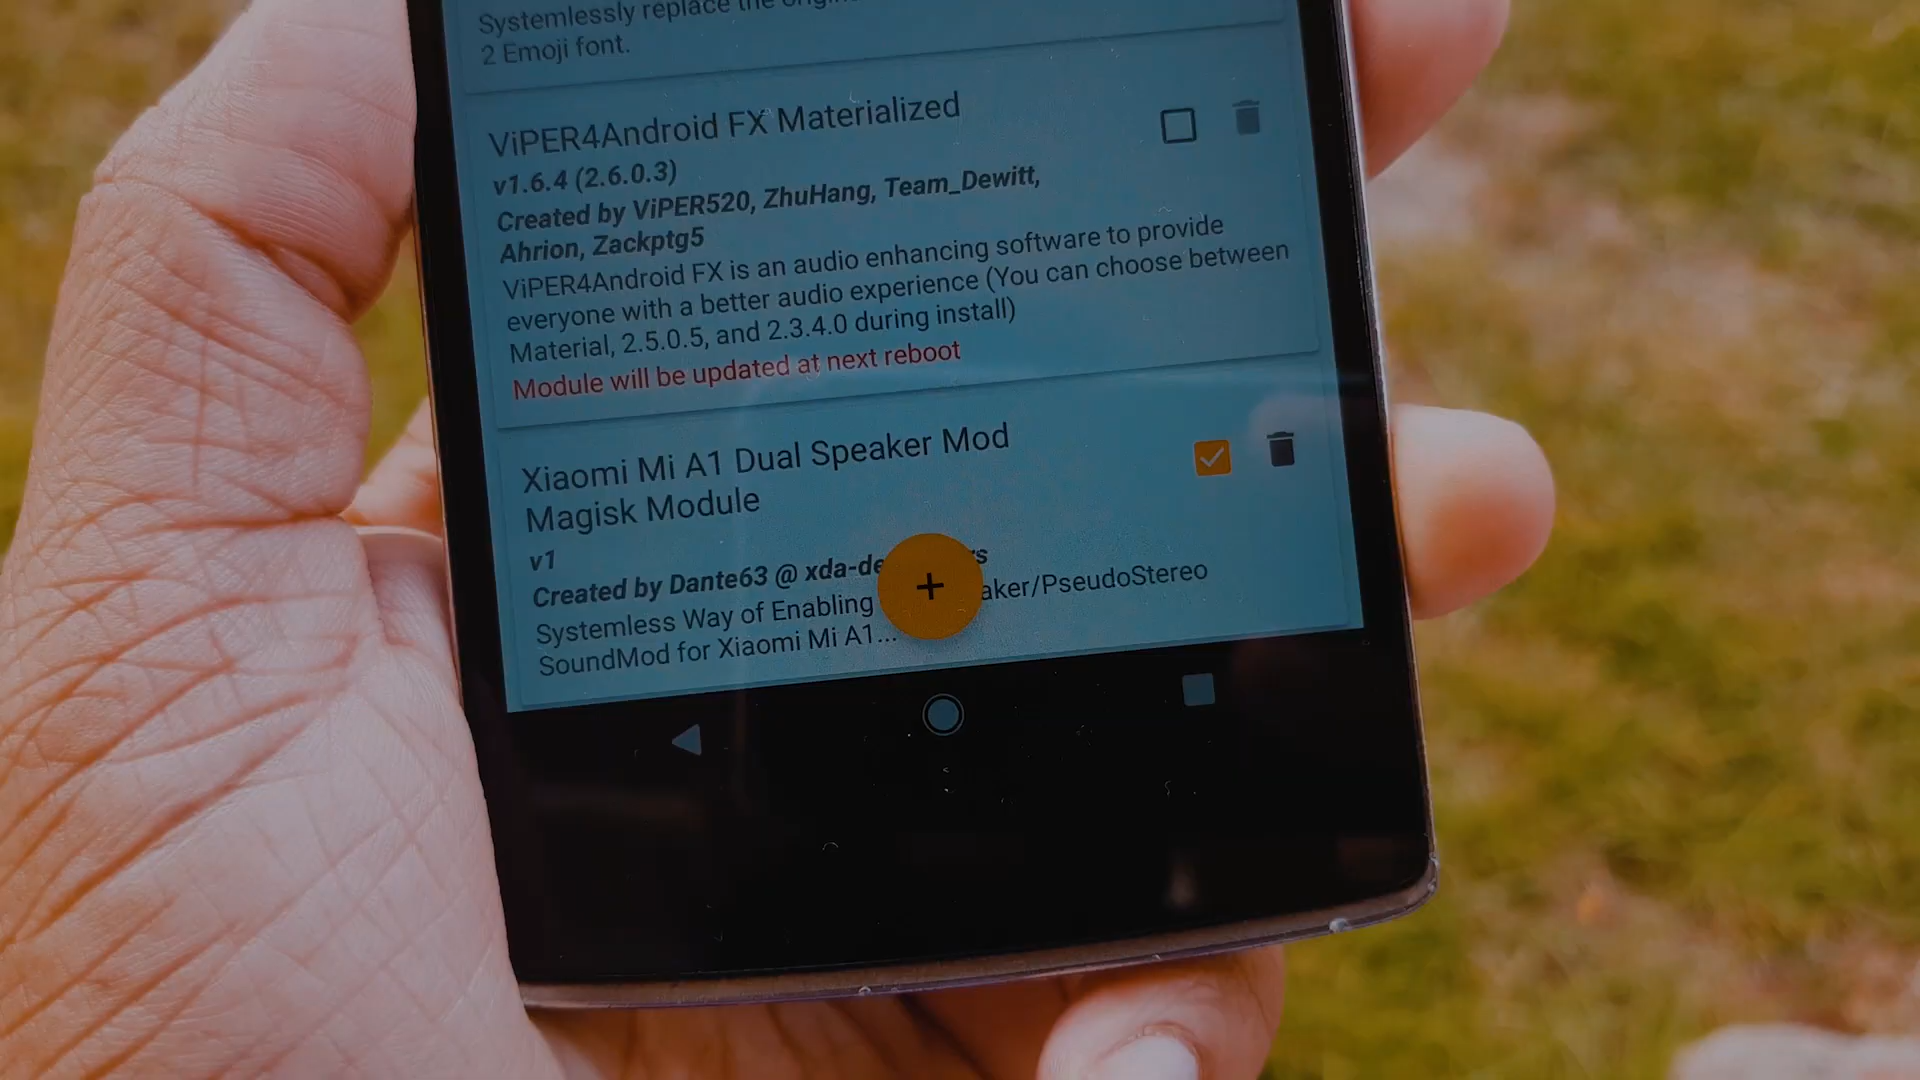 Systemlessly replace the
2 Emoji font.
ViPER4Android FX Materialized
v1.6.4 (2.6.0.3)
Created by ViPER520, ZhuHang, Team_Dewitt,
Ahrion, Zackptg5
ViPER4Android FX is an audio enhancing software to provide
everyone with a better audio experience (You can choose between
Material, 2.5.0.5, and 2.3.4.0 during install)
Module will be updated at next reboot
Xiaomi Mi A1 Dual Speaker Mod
Magisk Module
v1
Created by Dante63 @ xda-de s
Systemless Way of Enabling aker/PseudoStereo
SoundMod for Xiaomi Mi A1...